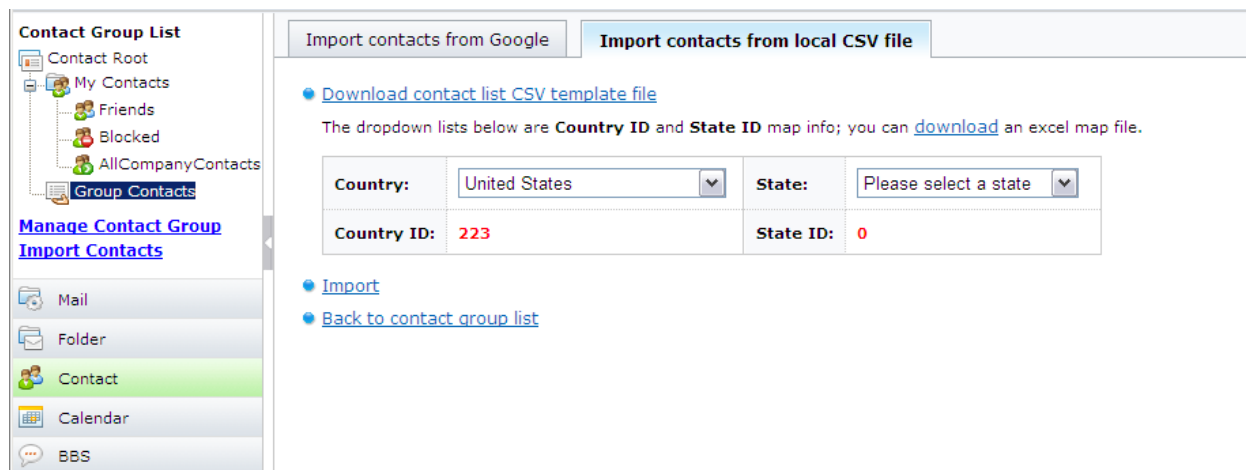 Contact Group List
Contact Root
My Contacts
Friends
Blocked
AllCompanyContacts
Group Contacts
Manage Contact Group
Import Contacts
Mail
Folder
Contact
Calendar
BBS
Import contacts from Google
Import contacts from local CSV file
Download contact list CSV template file
The dropdown lists below are Country ID and State ID map info; you can download an excel map file.
Country: United States State: Please select a state
Country ID: 223 State ID: 0
Import
Back to contact group list